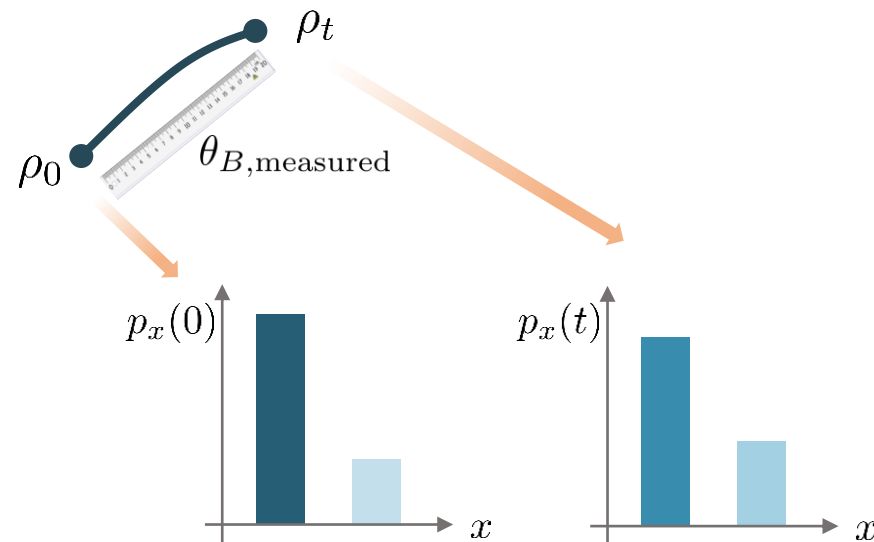 ρ_t
ρ_0
θ_{B,measured}
p_x(0)
p_x(t)
x
x